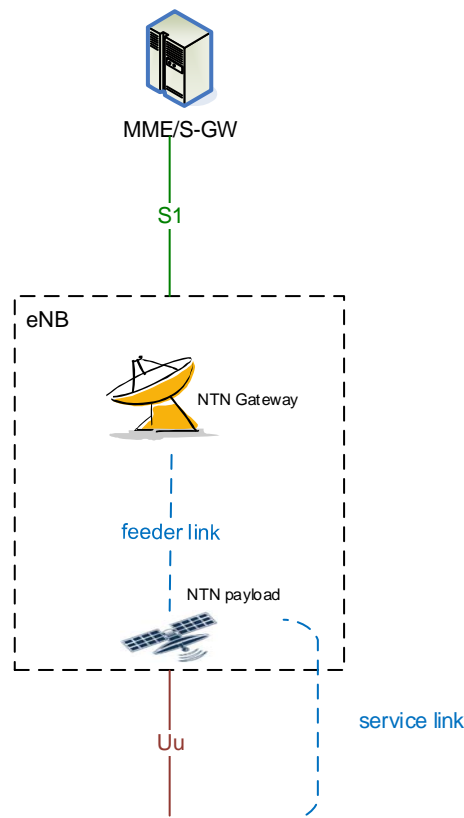 MME/S-GW
S1
eNB
NTN Gateway
feeder link
NTN payload
service link
Uu